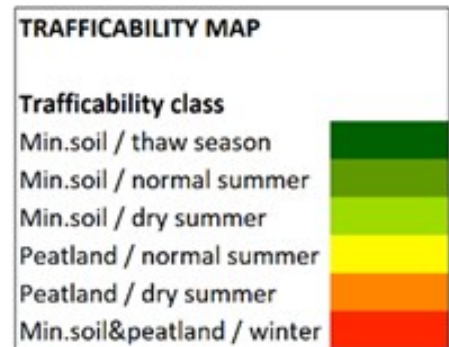 TRAFFICABILITY MAP
Trafficability class
Min.soil / thaw season
Min.soil / normal summer
Min.soil / dry summer
Peatland / normal summer
Peatland / dry summer
Min.soil&peatland / winter